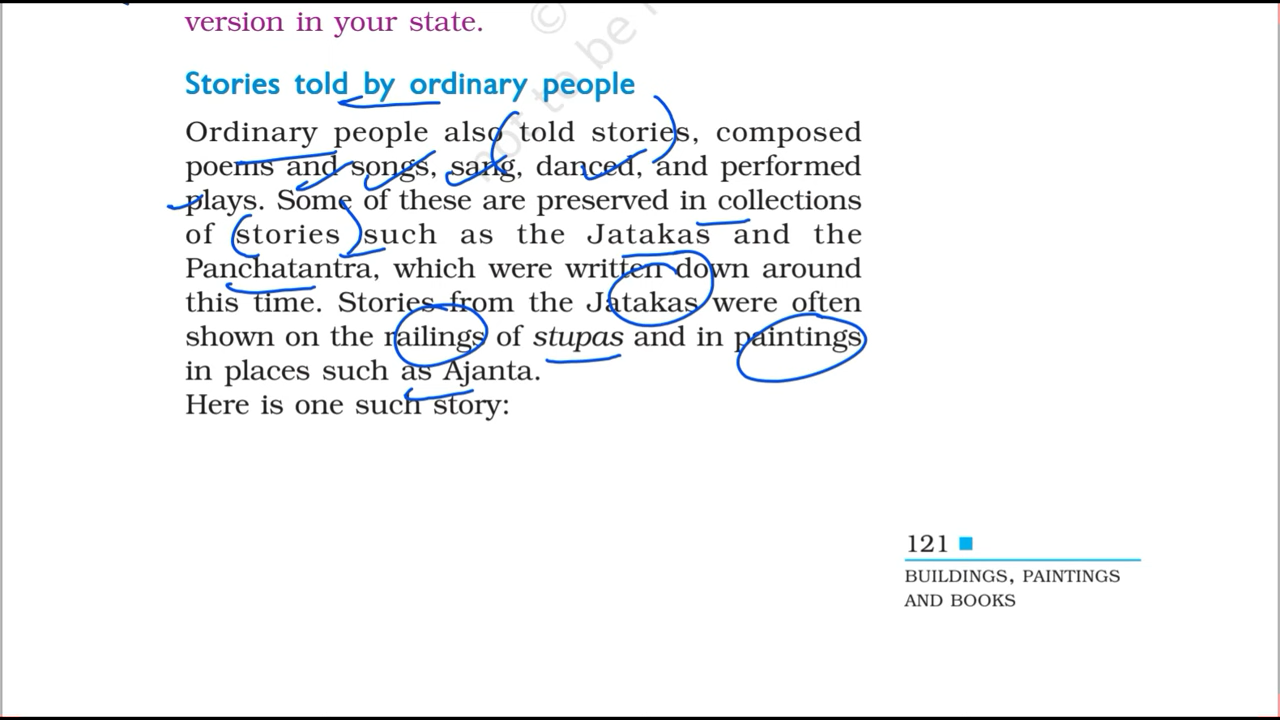 version in your state.
Stories told by ordinary people
Ordinary people also told stories, composed
poems and songs, sang, danced, and performed
plays. Some of these are preserved in collections
of stories such as the Jatakas and the
Panchatantra, which were written down around
this time. Stories from the Jatakas were often
shown on the railings of stupas and in paintings
in places such as Ajanta.
Here is one such story:
121
BUILDINGS, PAINTINGS
AND BOOKS
©
not to be